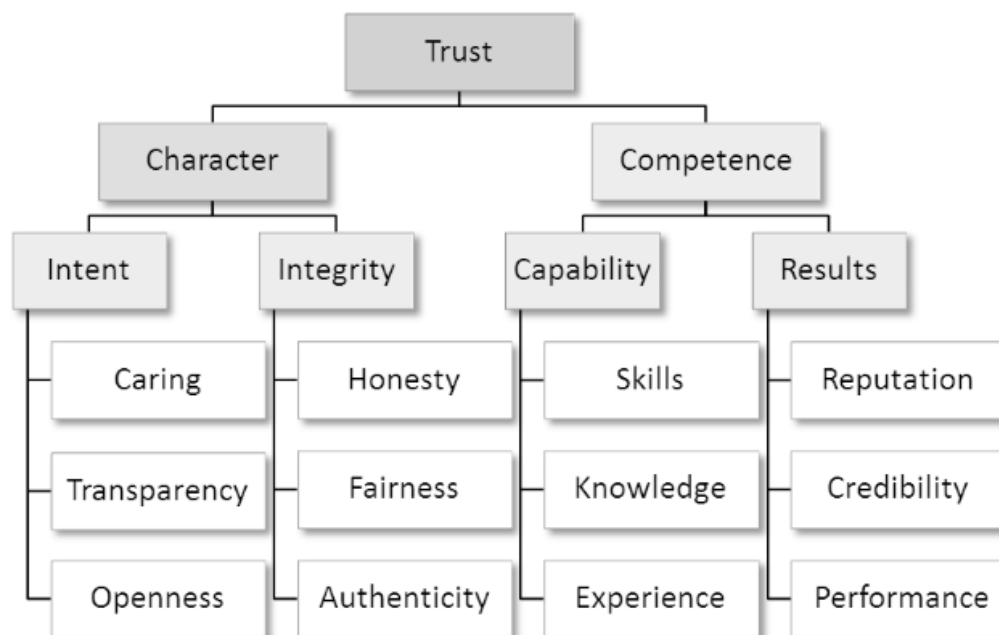 Trust
Character
Competence
Intent
Integrity
Capability
Results
Caring
Honesty
Skills
Reputation
Transparency
Fairness
Knowledge
Credibility
Openness
Authenticity
Experience
Performance